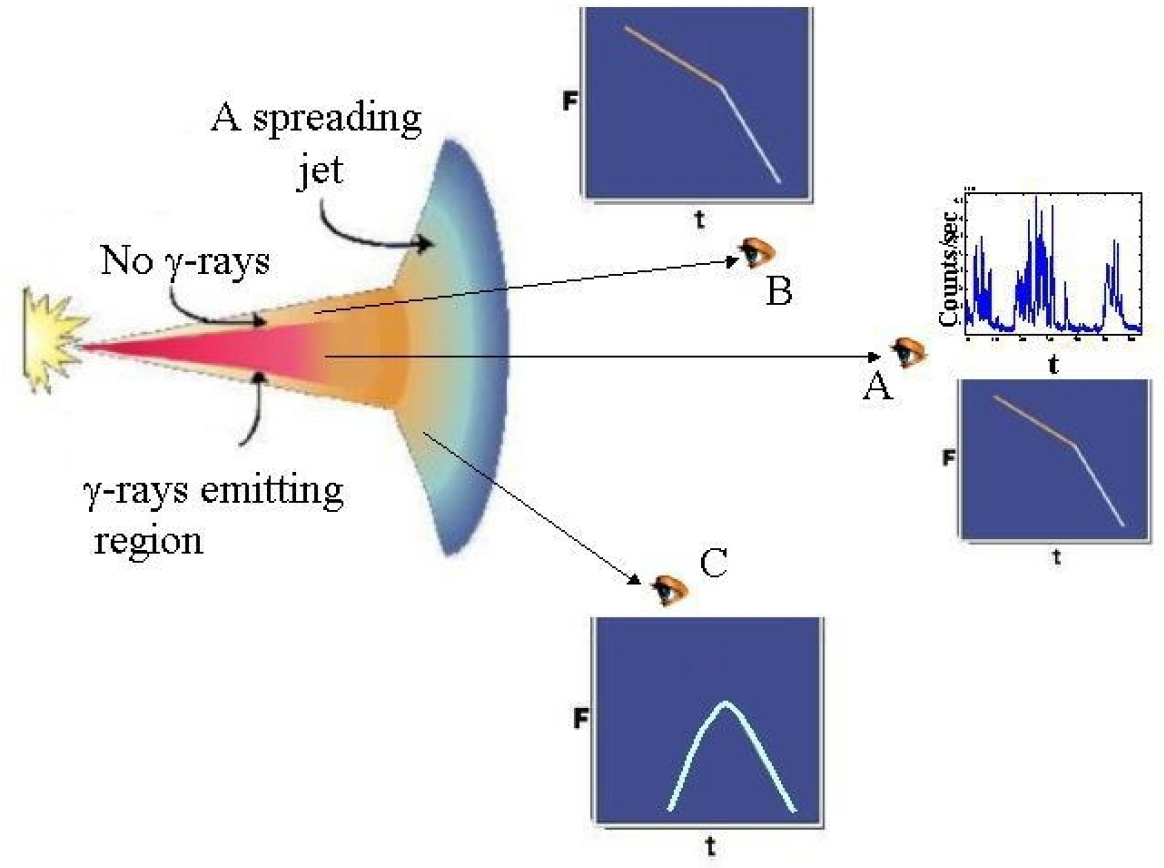 A spreading
jet
No γ-rays
γ-rays emitting
region
F
t
B
A
Counts/sec
t
F
t
C
F
t